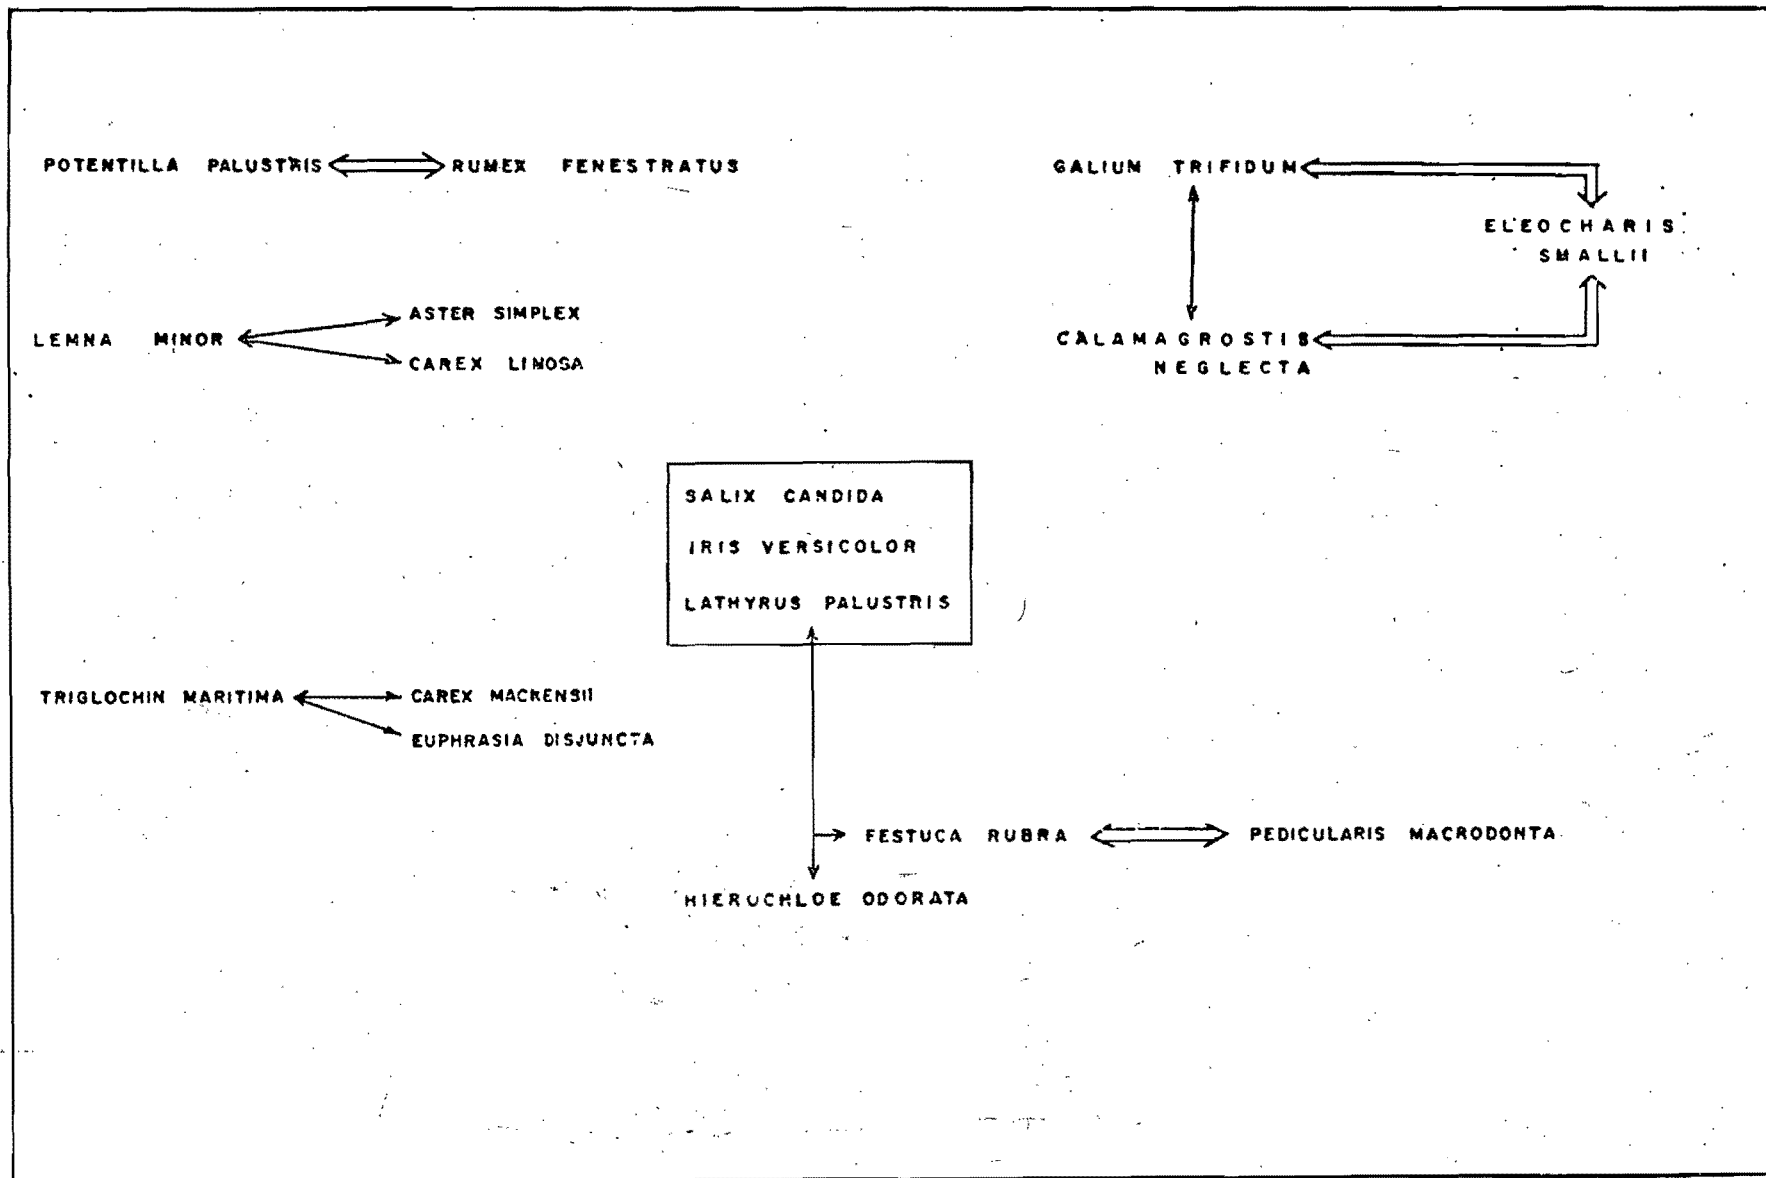 POTENTILLA PALUSTRIS
RUMEX FENESTRATUS
GALIUM TRIFIDUM
ELEOCHARIS
SMALLII
LEMNA MINOR
ASTER SIMPLEX
CAREX LIMOSA
CALAMAGROSTIS
NEGLECTA
SALIX CANDIDA
IRIS VERSICOLOR
LATHYRUS PALUSTRIS
TRIGLOCHIN MARITIMA
CAREX MACKENSII
EUPHRASIA DISJUNCTA
FESTUCA RUBRA
PEDICULARIS MACRODONTA
HIEROCHLOE ODORATA